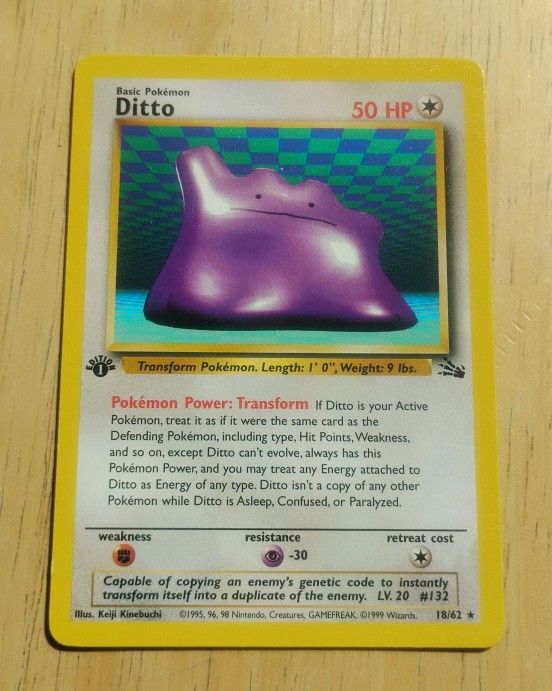 Basic Pokémon
Ditto
50 HP
EDITION
1
Transform Pokémon. Length: 1' 0", Weight: 9 lbs.
Pokémon Power: Transform If Ditto is your Active
Pokémon, treat it as if it were the same card as the
Defending Pokémon, including type, Hit Points, Weakness,
and so on, except Ditto can't evolve, always has this
Pokémon Power, and you may treat any Energy attached to
Ditto as Energy of any type. Ditto isn't a copy of any other
Pokémon while Ditto is Asleep, Confused, or Paralyzed.
weakness resistance retreat cost
-30
Capable of copying an enemy's genetic code to instantly
transform itself into a duplicate of the enemy. LV. 20 #132
Illus. Keiji Kinebuchi ©1995, 96, 98 Nintendo, Creatures, GAMEFREAK. ©1999 Wizards. 18/62 ★